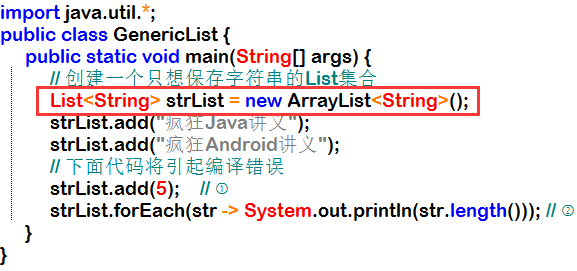 import java.util.*;
public class GenericList {
public static void main(String[] args) {
// 创建一个只想保存字符串的List集合
List<String> strList = new ArrayList<String>();
strList.add("疯狂Java讲义");
strList.add("疯狂Android讲义");
// 下面代码将引起编译错误
strList.add(5); // ①
strList.forEach(str -> System.out.println(str.length())); // ②
}
}